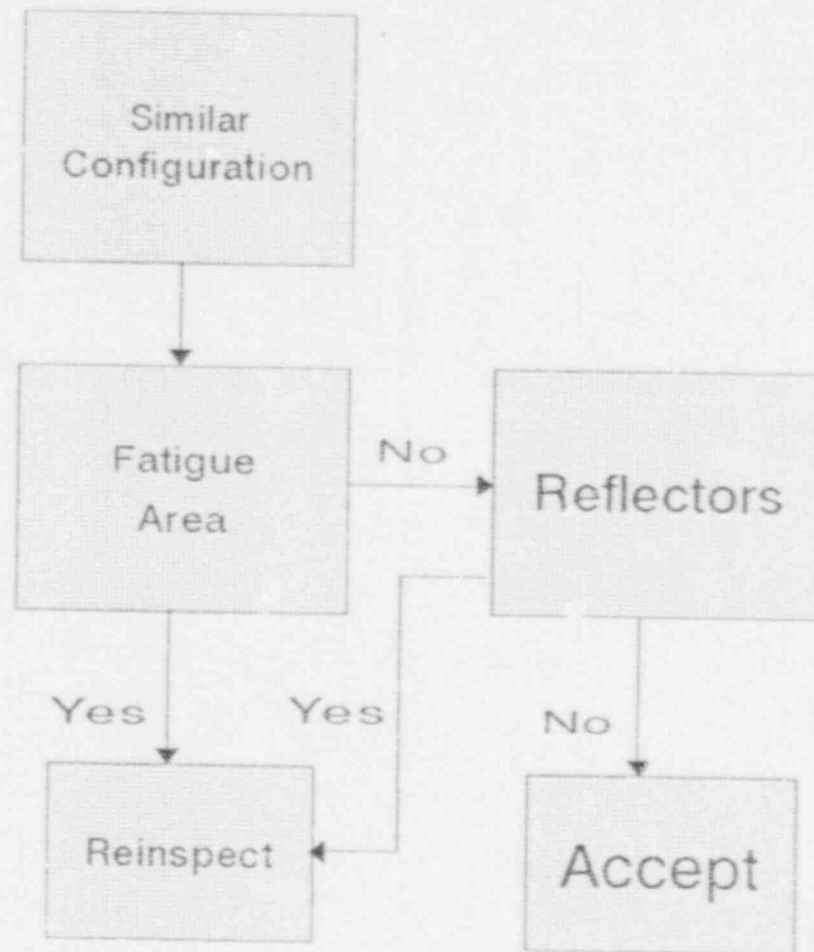 Similar
Configuration
Fatigue
Area
No
Reflectors
Yes
Yes
No
Reinspect
Accept